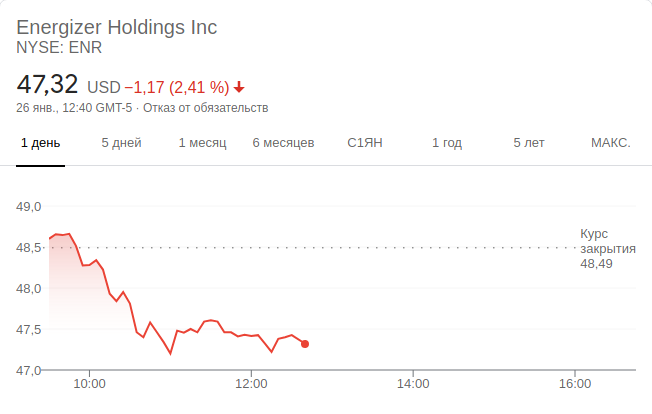 Energizer Holdings Inc
NYSE: ENR
47,32 USD −1,17 (2,41 %)
26 янв., 12:40 GMT-5 · Отказ от обязательств
1 день 5 дней 1 месяц 6 месяцев С1ЯН 1 год 5 лет МАКС.
49,0
48,5
48,0
47,5
47,0
Курс
закрытия
48,49
10:00 12:00 14:00 16:00